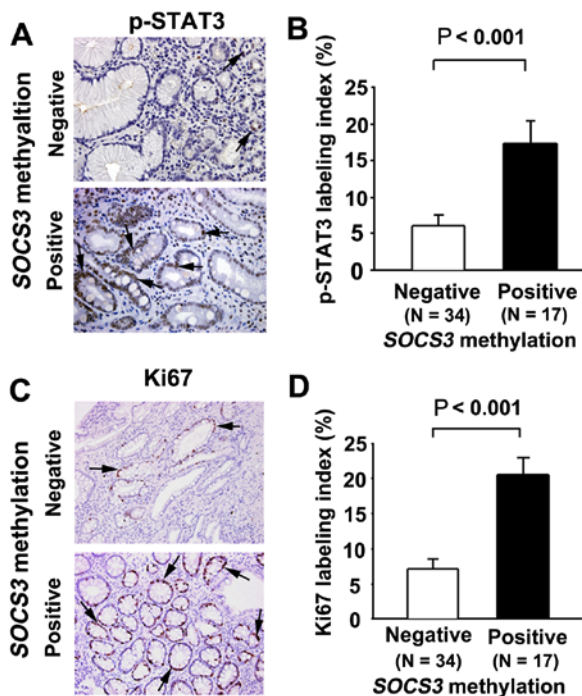 A
p-STAT3
SOCS3 methyaltion
Negative
Positive
B
P < 0.001
p-STAT3 labeling index (%)
25
20
15
10
5
0
Negative Positive
(N = 34) (N = 17)
SOCS3 methylation
C
Ki67
SOCS3 methylation
Negative
Positive
D
P < 0.001
Ki67 labeling index (%)
25
20
15
10
5
0
Negative Positive
(N = 34) (N = 17)
SOCS3 methylation